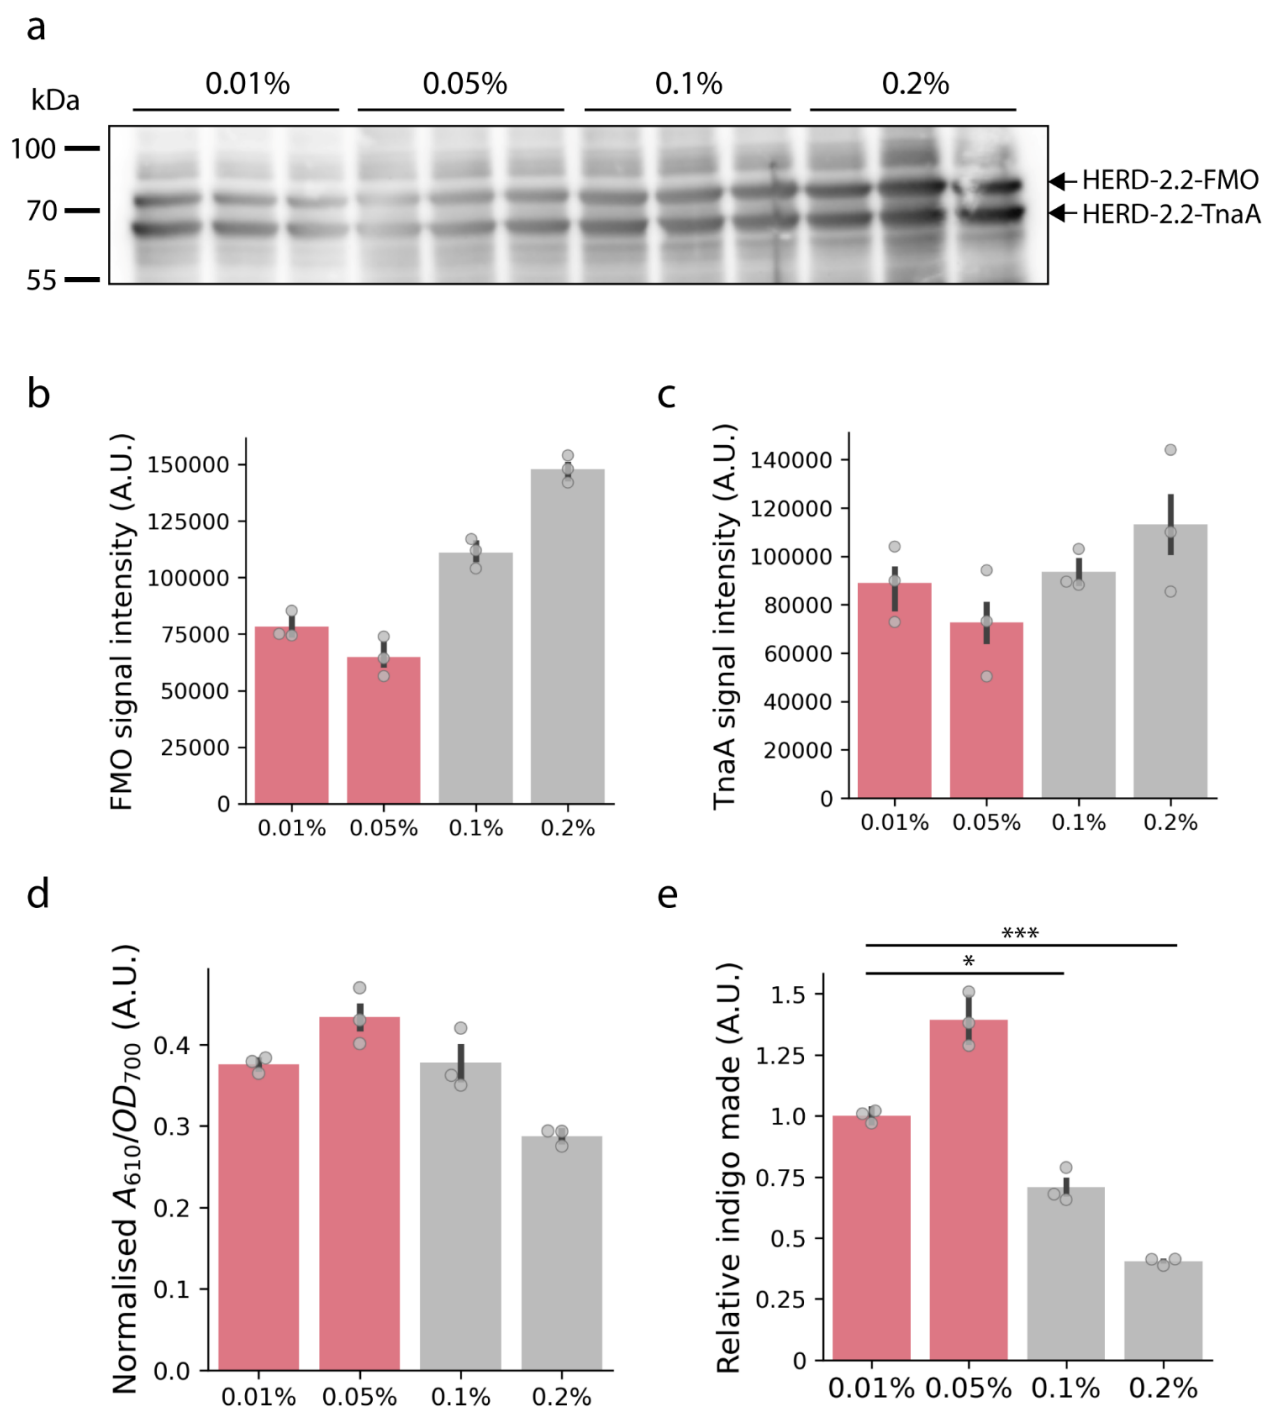 a
0.01% 0.05% 0.1% 0.2%
kDa
100
70
55
HERD-2.2-FMO
HERD-2.2-TnaA
b
FMO signal intensity (A.U.)
150000
125000
100000
75000
50000
25000
0
0.01% 0.05% 0.1% 0.2%
c
TnaA signal intensity (A.U.)
140000
120000
100000
80000
60000
40000
20000
0
0.01% 0.05% 0.1% 0.2%
d
Normalised A610/OD700 (A.U.)
0.4
0.3
0.2
0.1
0.0
0.01% 0.05% 0.1% 0.2%
e
Relative indigo made (A.U.)
***
*
1.5
1.25
1.0
0.75
0.5
0.25
0
0.01% 0.05% 0.1% 0.2%